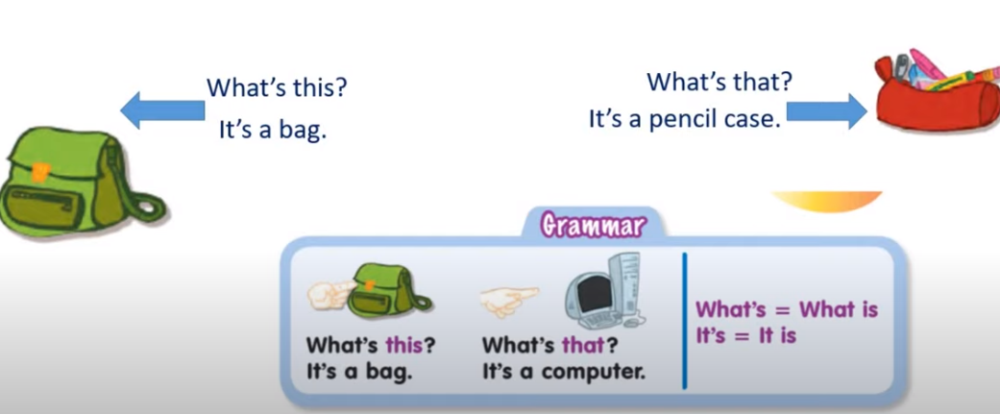 What's this?
It's a bag.
What's that?
It's a pencil case.
Grammar
What's this?
It's a bag.
What's that?
It's a computer.
What's = What is
It's = It is